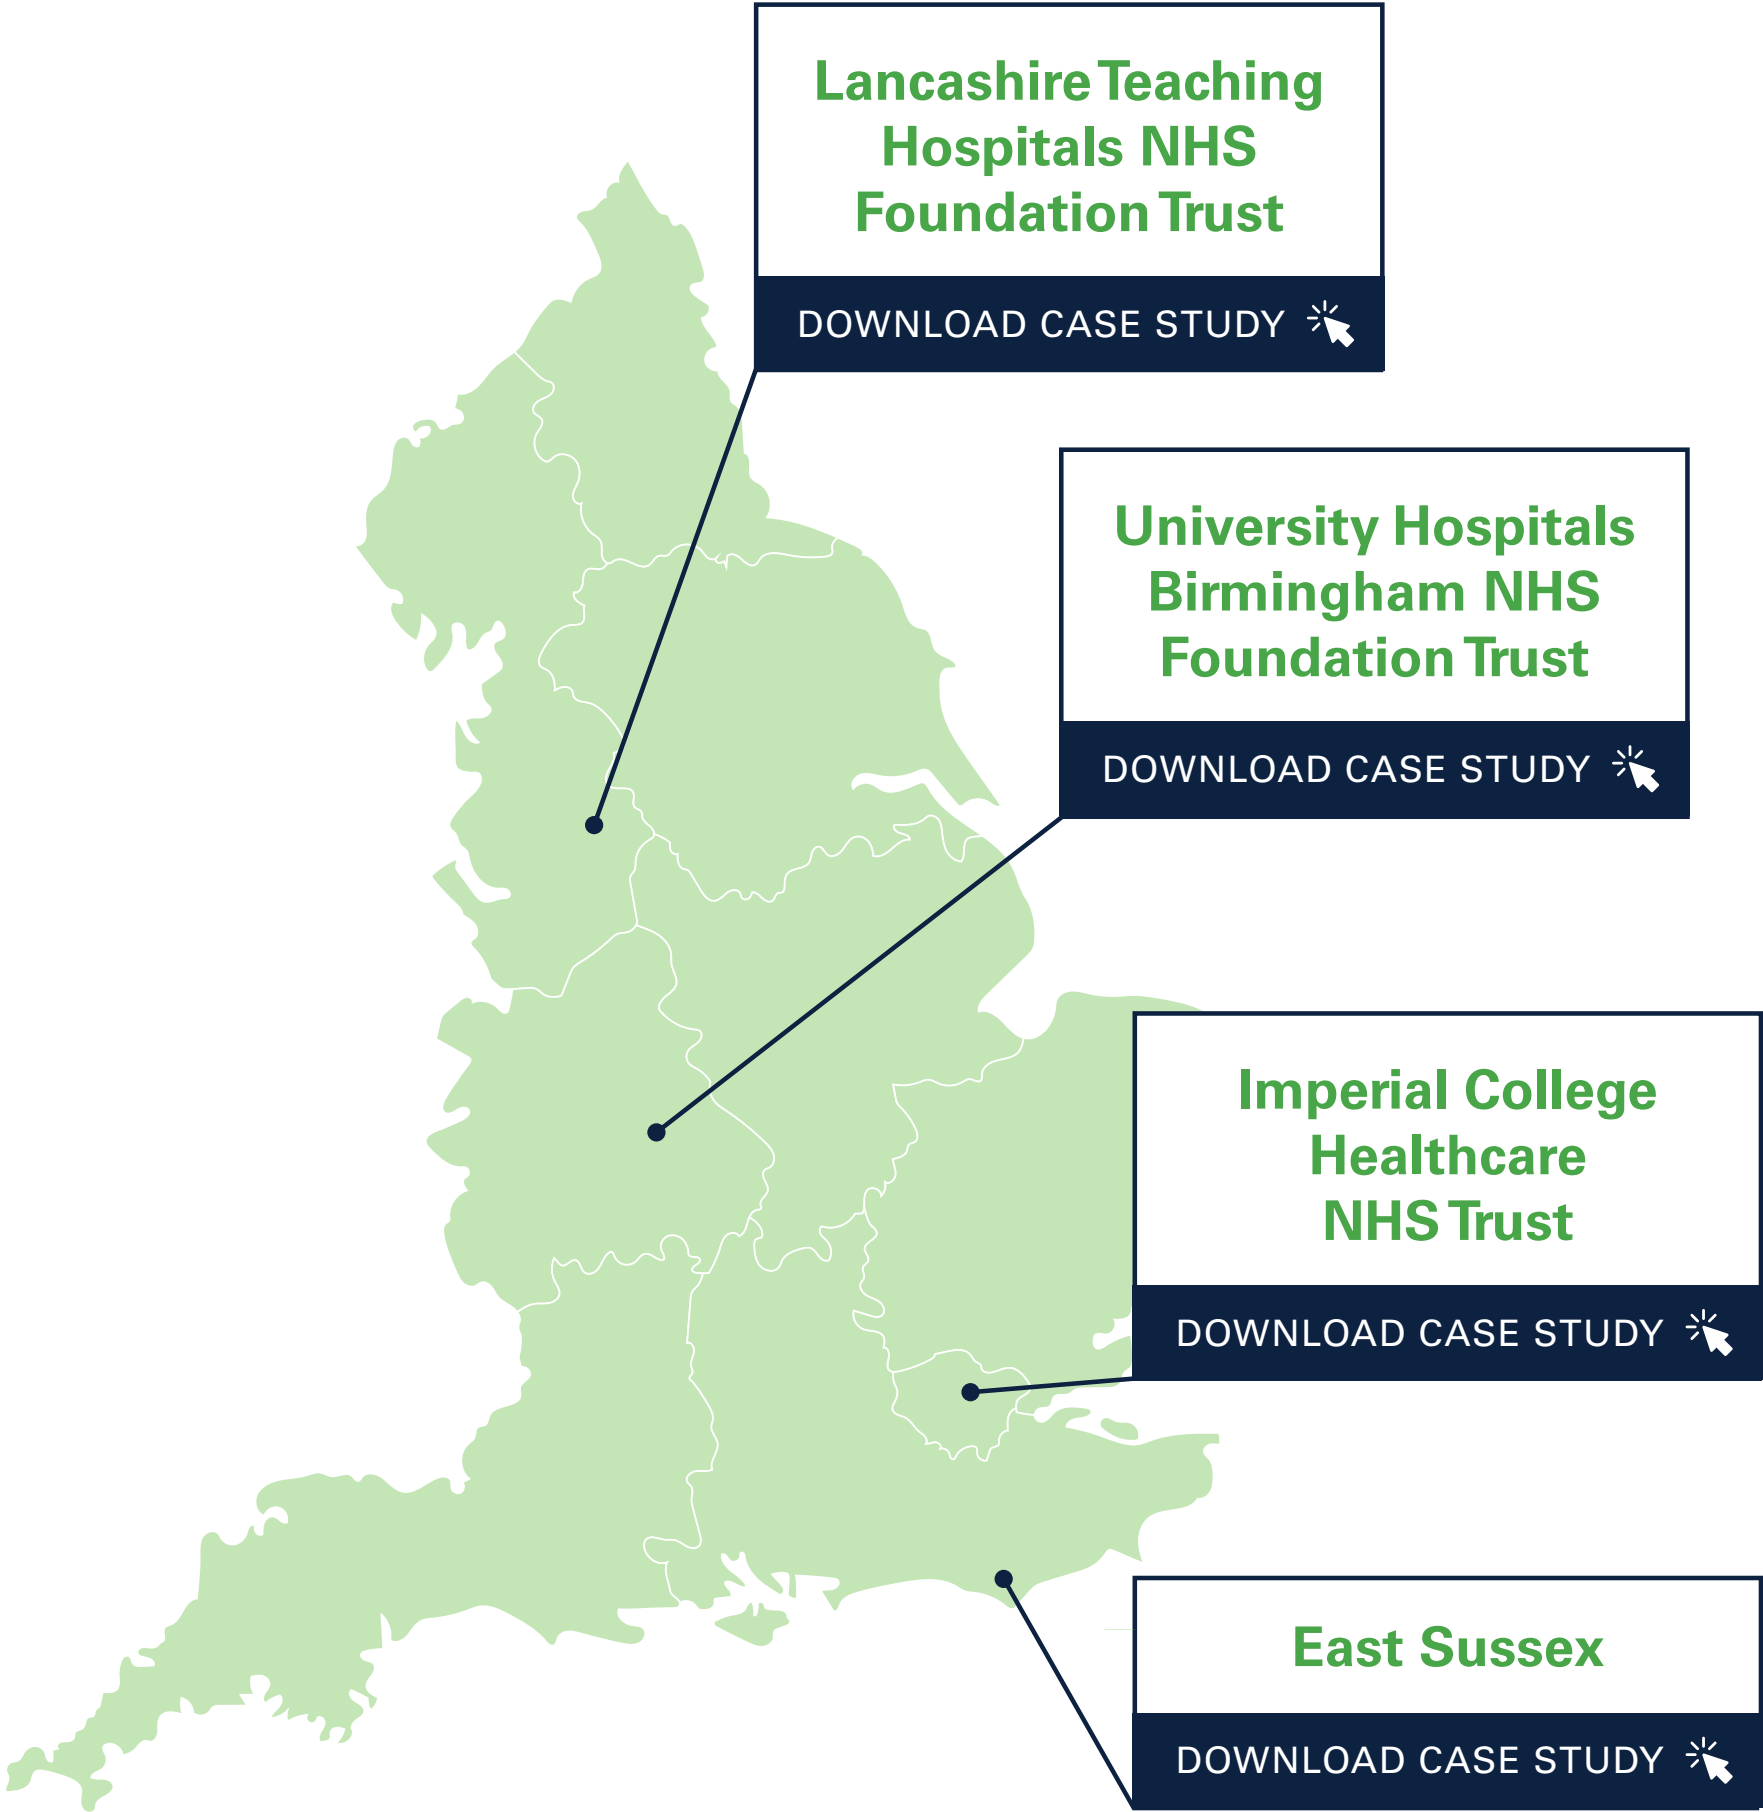 Lancashire Teaching
Hospitals NHS
Foundation Trust
DOWNLOAD CASE STUDY
University Hospitals
Birmingham NHS
Foundation Trust
DOWNLOAD CASE STUDY
Imperial College
Healthcare
NHS Trust
DOWNLOAD CASE STUDY
East Sussex
DOWNLOAD CASE STUDY